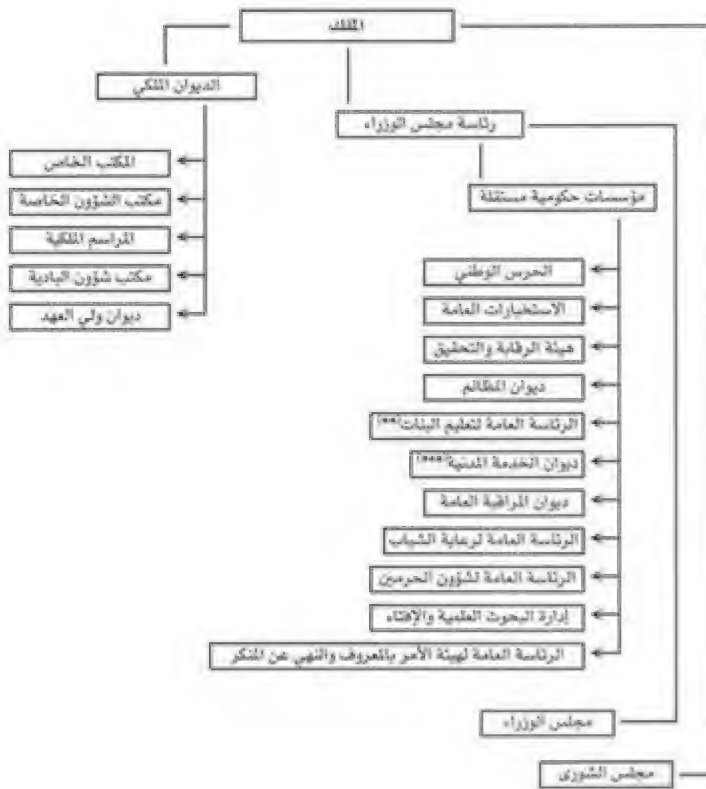 الملك
الديوان الملكي
المكتب الخاص
مكتب الشؤون الخاصة
المراسم الملكية
مكتب شؤون البادية
ديوان ولي العهد
رئاسة مجلس الوزراء
مؤسسات حكومية مستقلة
الحرس الوطني
الاستخبارات العامة
هيئة الرقابة والتحقيق
ديوان المظالم
الرئاسة العامة لتعليم البنات(**)
ديوان الخدمة المدنية(***)
ديوان المراقبة العامة
الرئاسة العامة لرعاية الشباب
الرئاسة العامة لشؤون الحرمين
إدارة البحوث العلمية والإفتاء
الرئاسة العامة لهيئة الأمر بالمعروف والنهي عن المنكر
مجلس الوزراء
مجلس الشورى